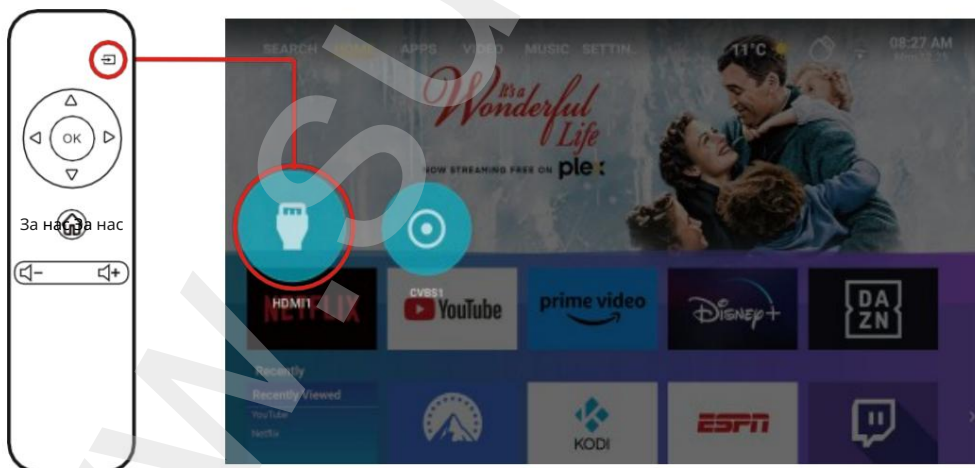 OK
За нас За нас
SEARCH HOME APPS VIDEO MUSIC SETTIN..
11°C
08:27 AM
It's a
Wonderful
Life
NOW STREAMING FREE ON plex
HDMI1
CVBS1
NETFLIX
YouTube
prime video
Disney+
DA
ZN
Recently
Recently Viewed
YouTube
Netflix
KODI
ESPN